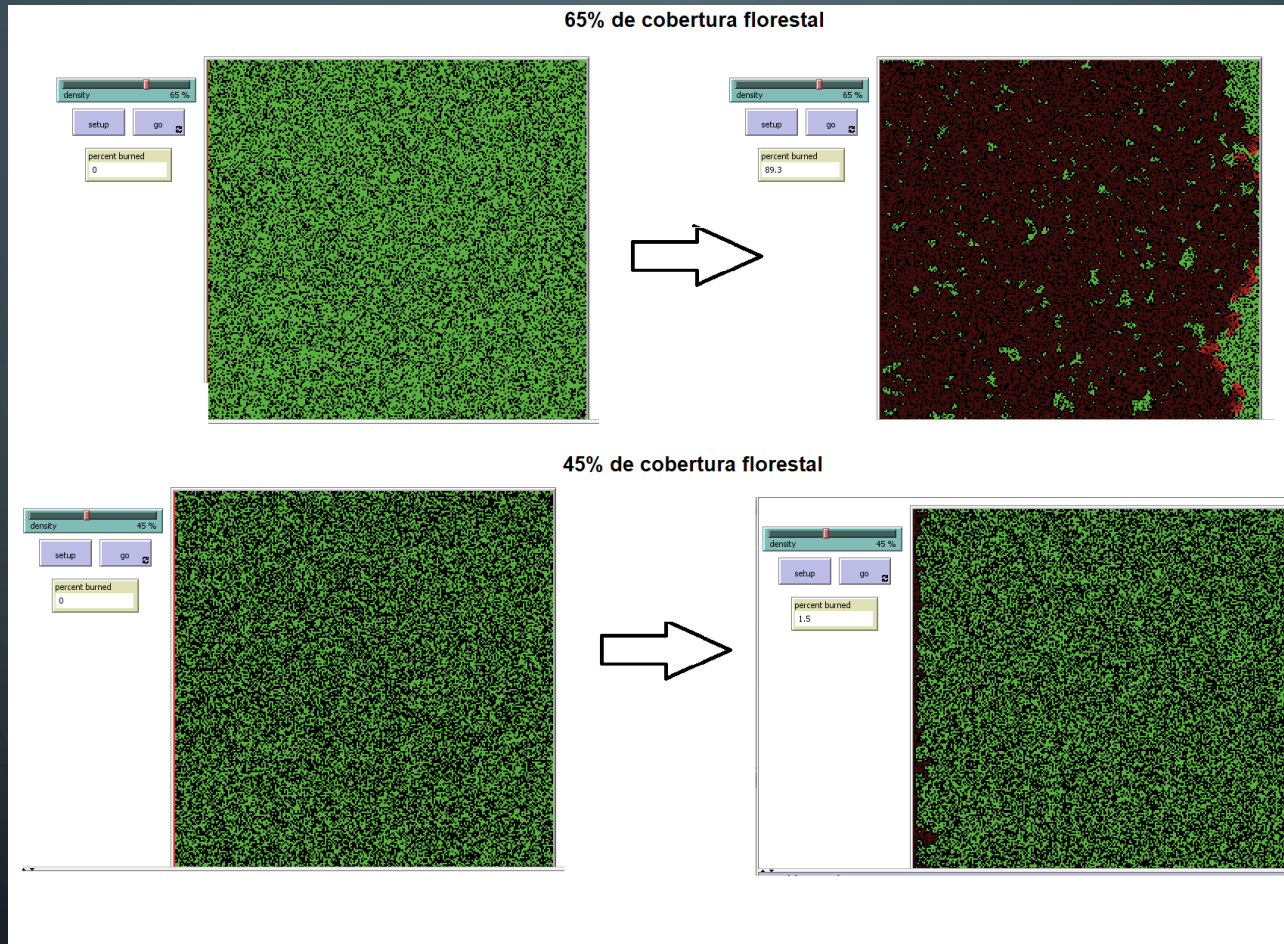 65% de cobertura florestal
density 65 %
setup go
percent burned
0
density 65 %
setup go
percent burned
89.3
45% de cobertura florestal
density 45 %
setup go
percent burned
0
density 45 %
setup go
percent burned
1.5